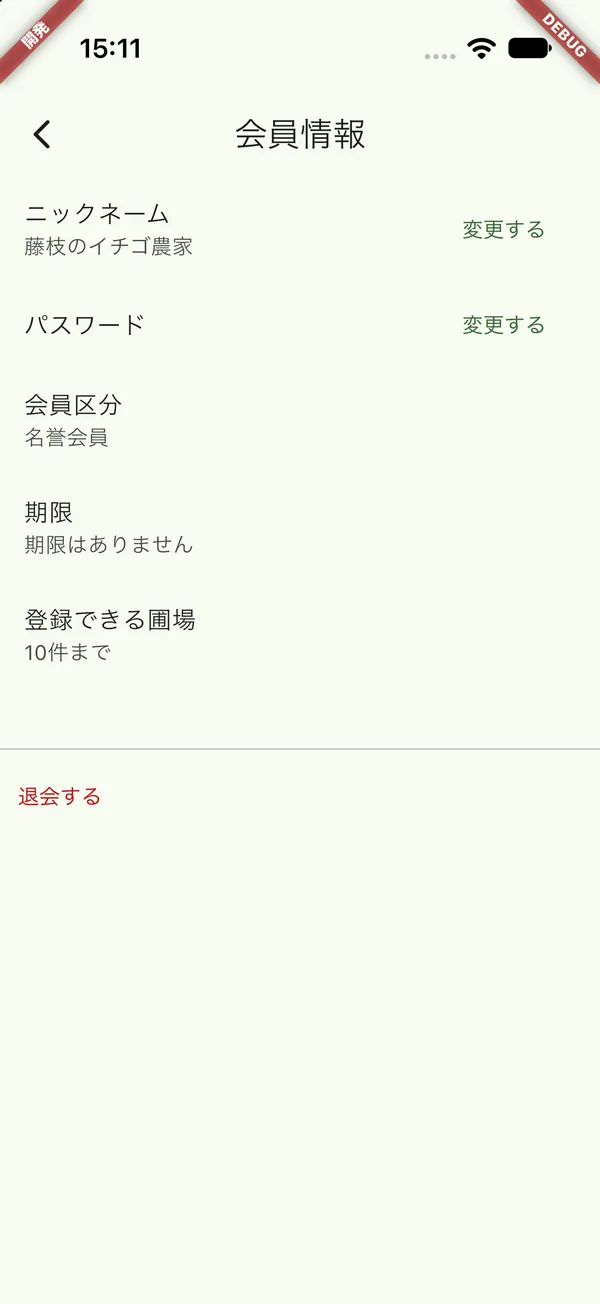 開発
DEBUG
15:11
会員情報
ニックネーム
藤枝のイチゴ農家
変更する
パスワード
変更する
会員区分
名誉会員
期限
期限はありません
登録できる圃場
10件まで
退会する